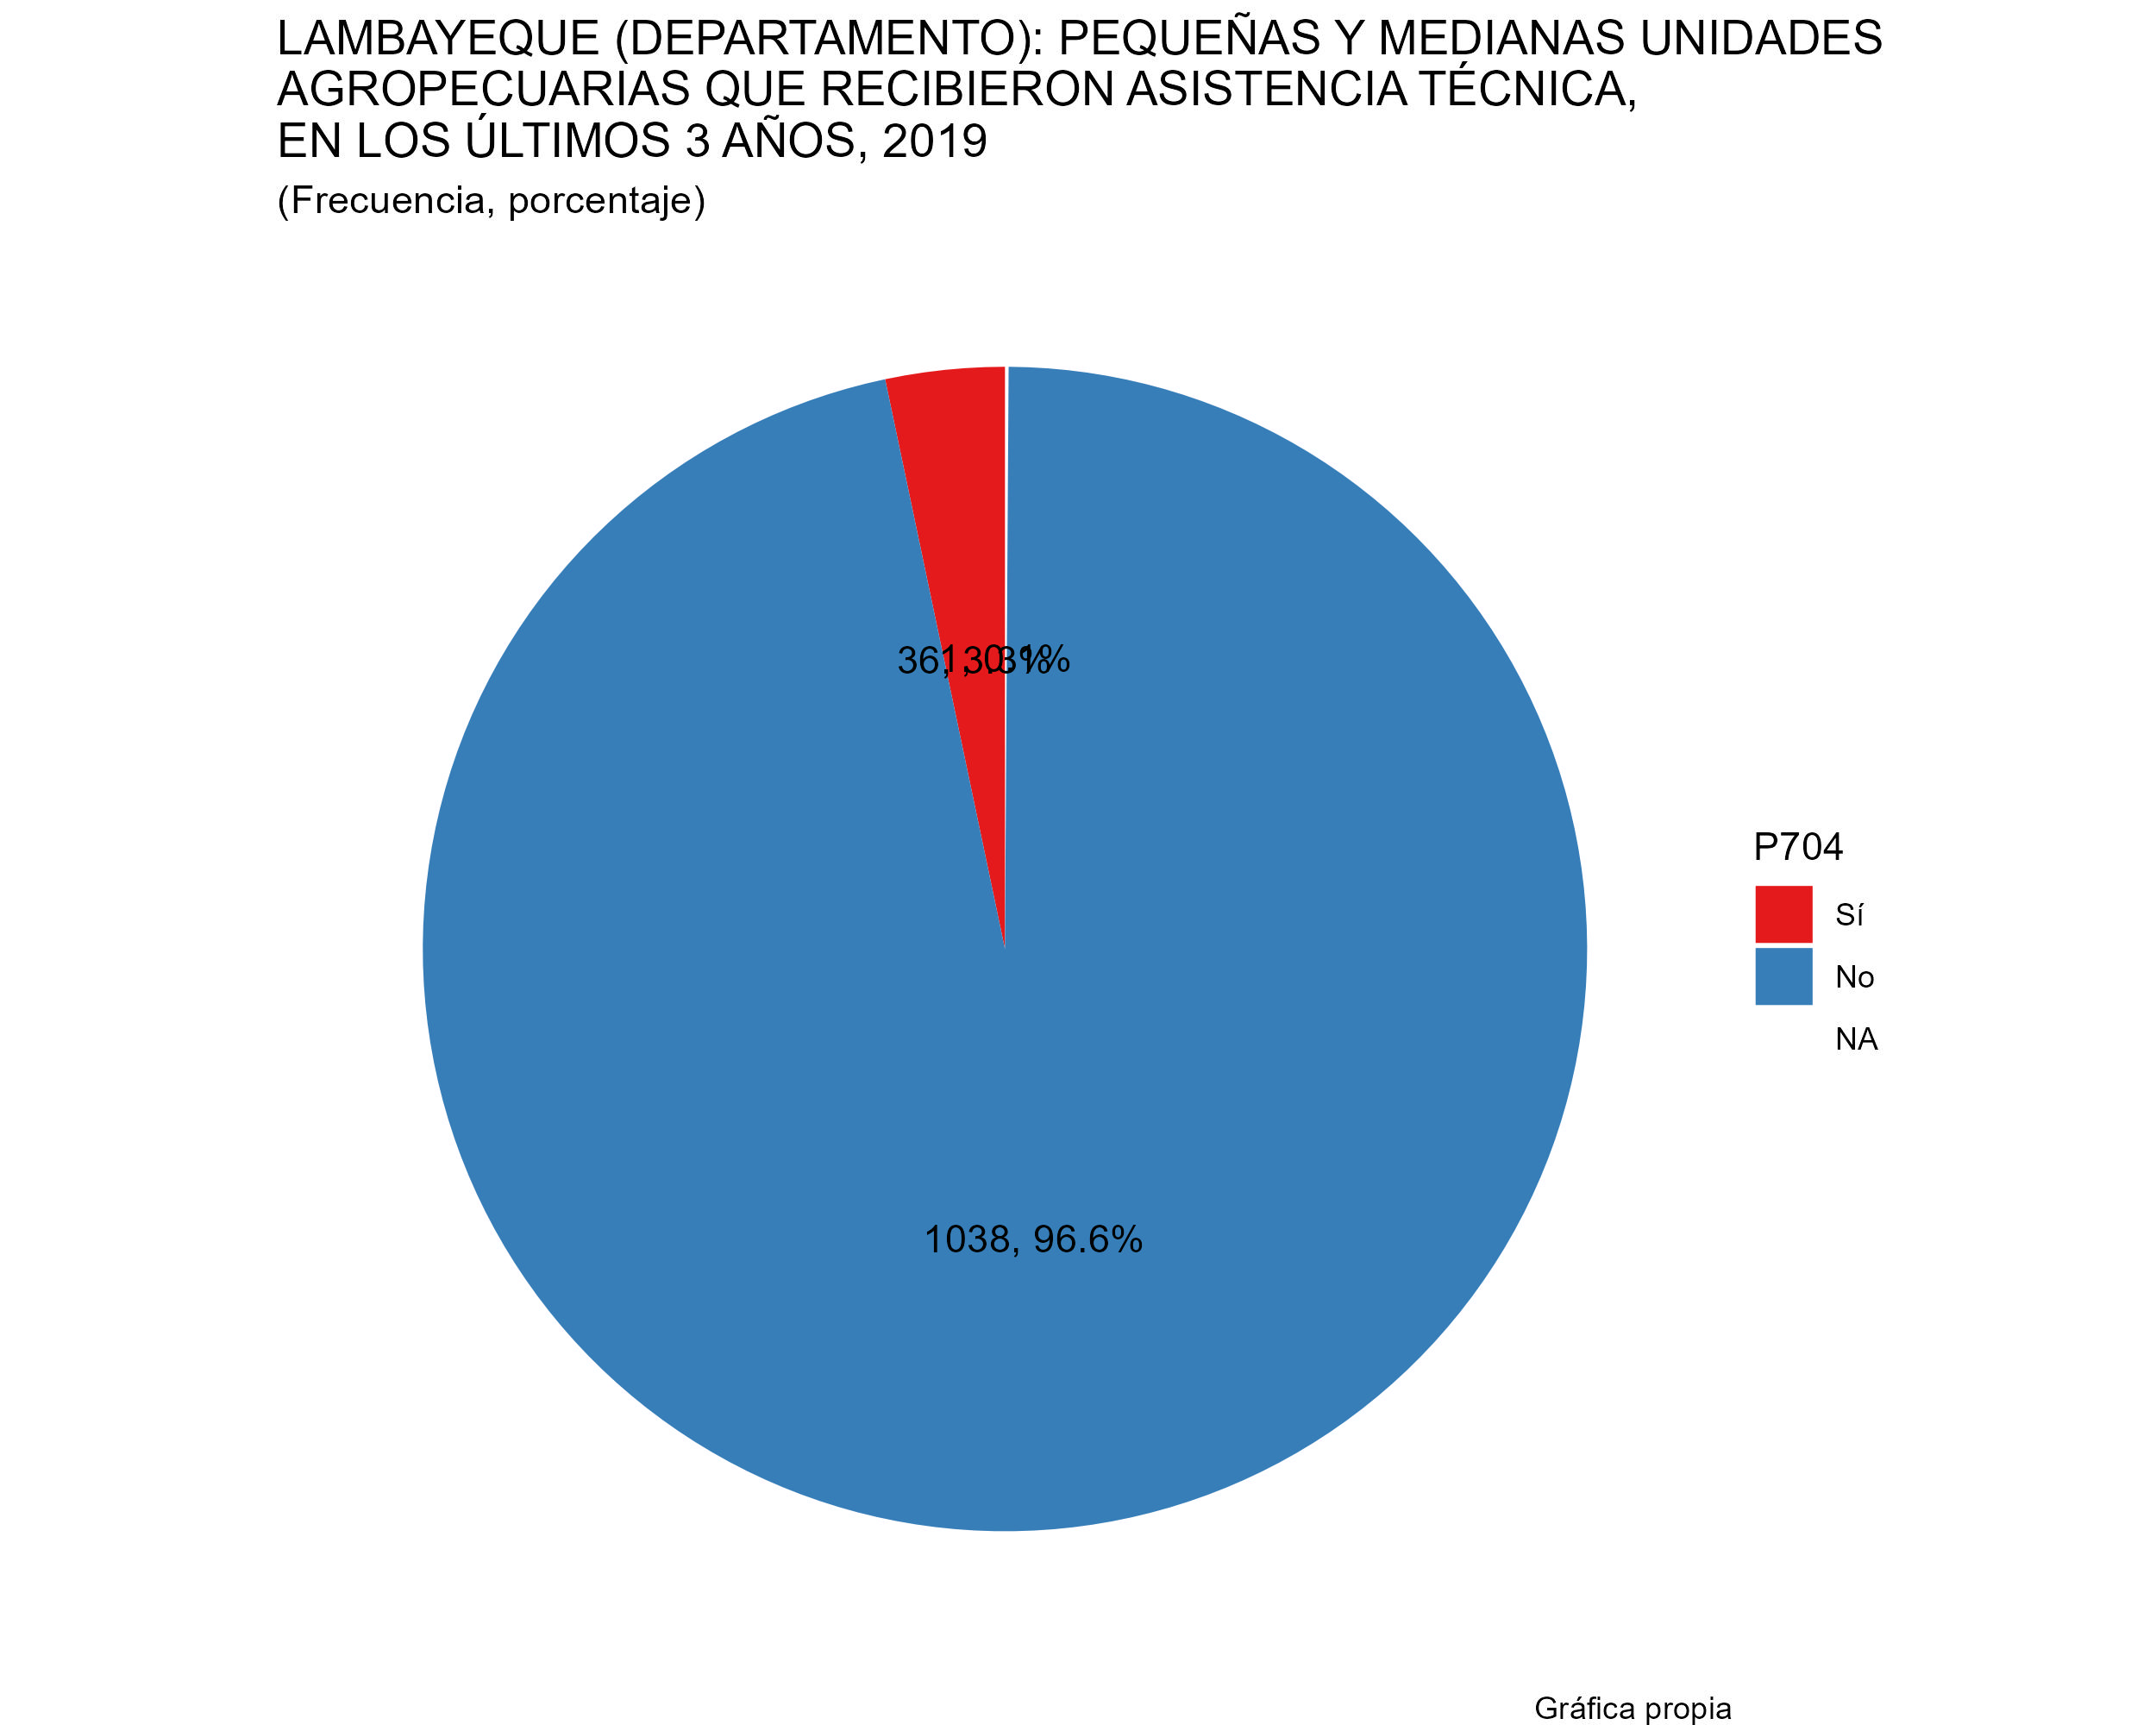 LAMBAYEQUE (DEPARTAMENTO): PEQUEÑAS Y MEDIANAS UNIDADES
AGROPECUARIAS QUE RECIBIERON ASISTENCIA TÉCNICA,
EN LOS ÚLTIMOS 3 AÑOS, 2019
(Frecuencia, porcentaje)
1038, 96.6%
P704
Sí
No
NA
Gráfica propia